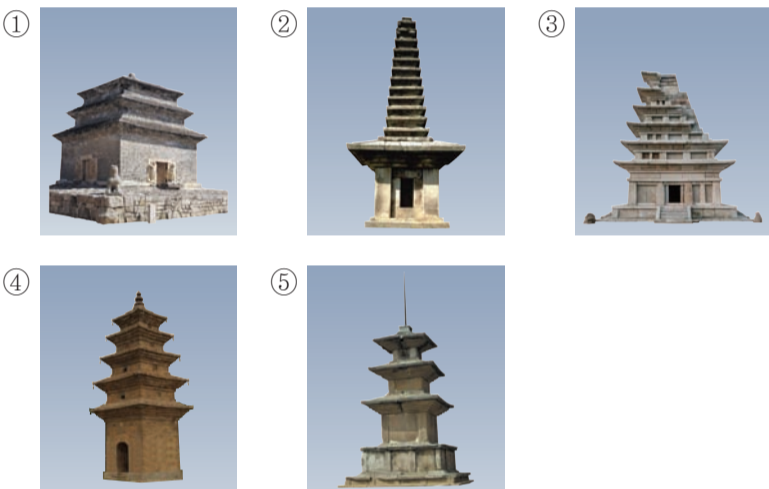 ① ② ③
④ ⑤